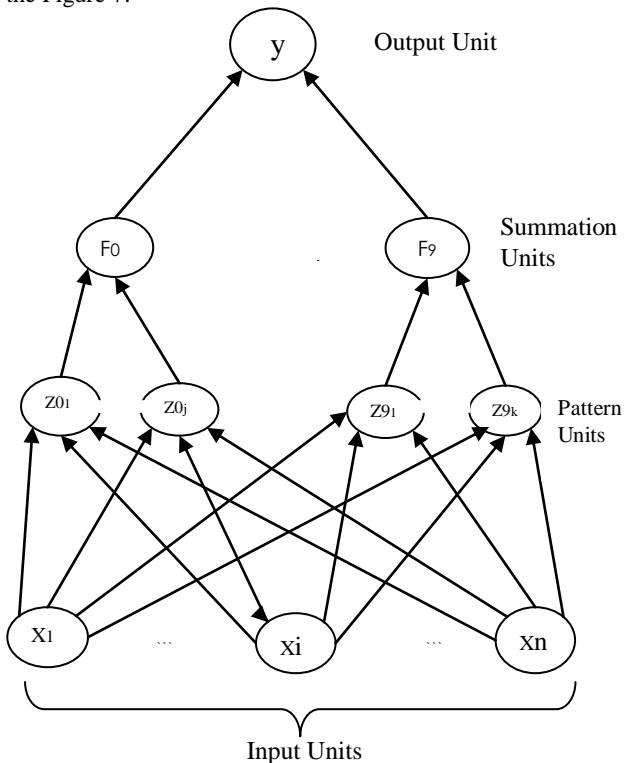 the Figure 7.
y
Output Unit
F0
F9
Summation
Units
Z01
Z0j
Z91
Z9k
Pattern
Units
X1
...
Xi
...
Xn
Input Units